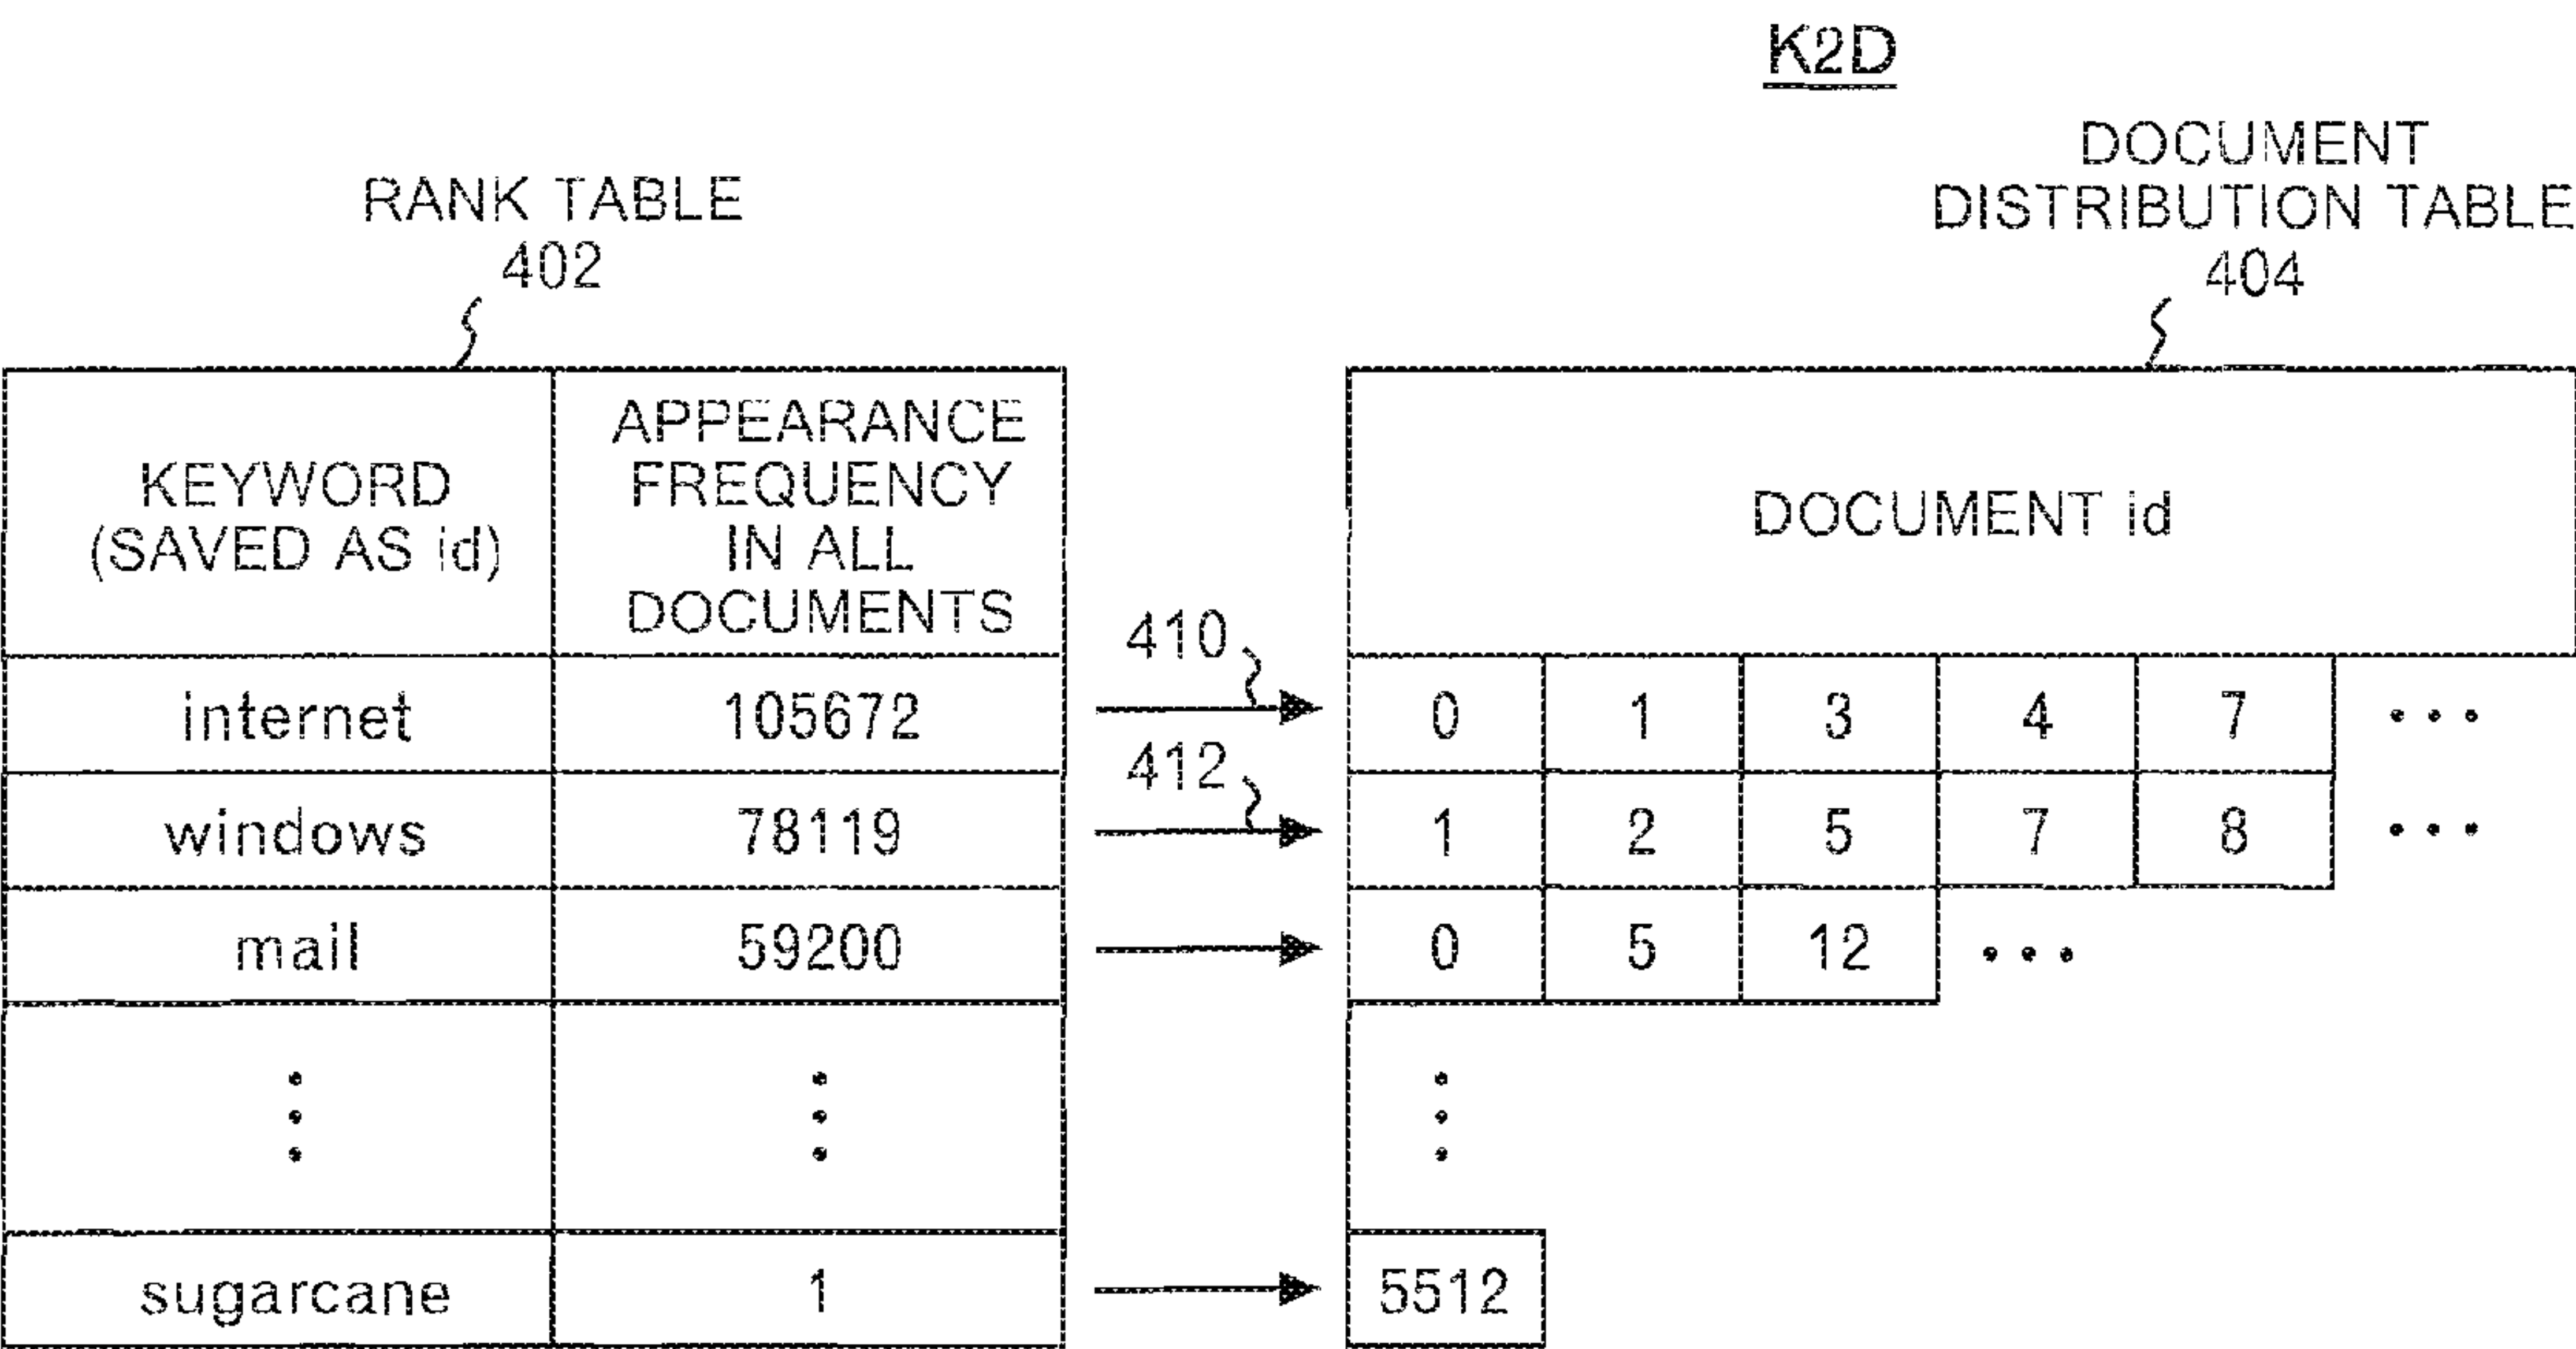 K2D
RANK TABLE
402
DOCUMENT
DISTRIBUTION TABLE
404
KEYWORD
(SAVED AS id)
APPEARANCE
FREQUENCY
IN ALL
DOCUMENTS
DOCUMENT id
internet 105672 410 0 1 3 4 7 ...
windows 78119 412 1 2 5 7 8 ...
mail 59200 0 5 12 ...
sugarcane 1 5512